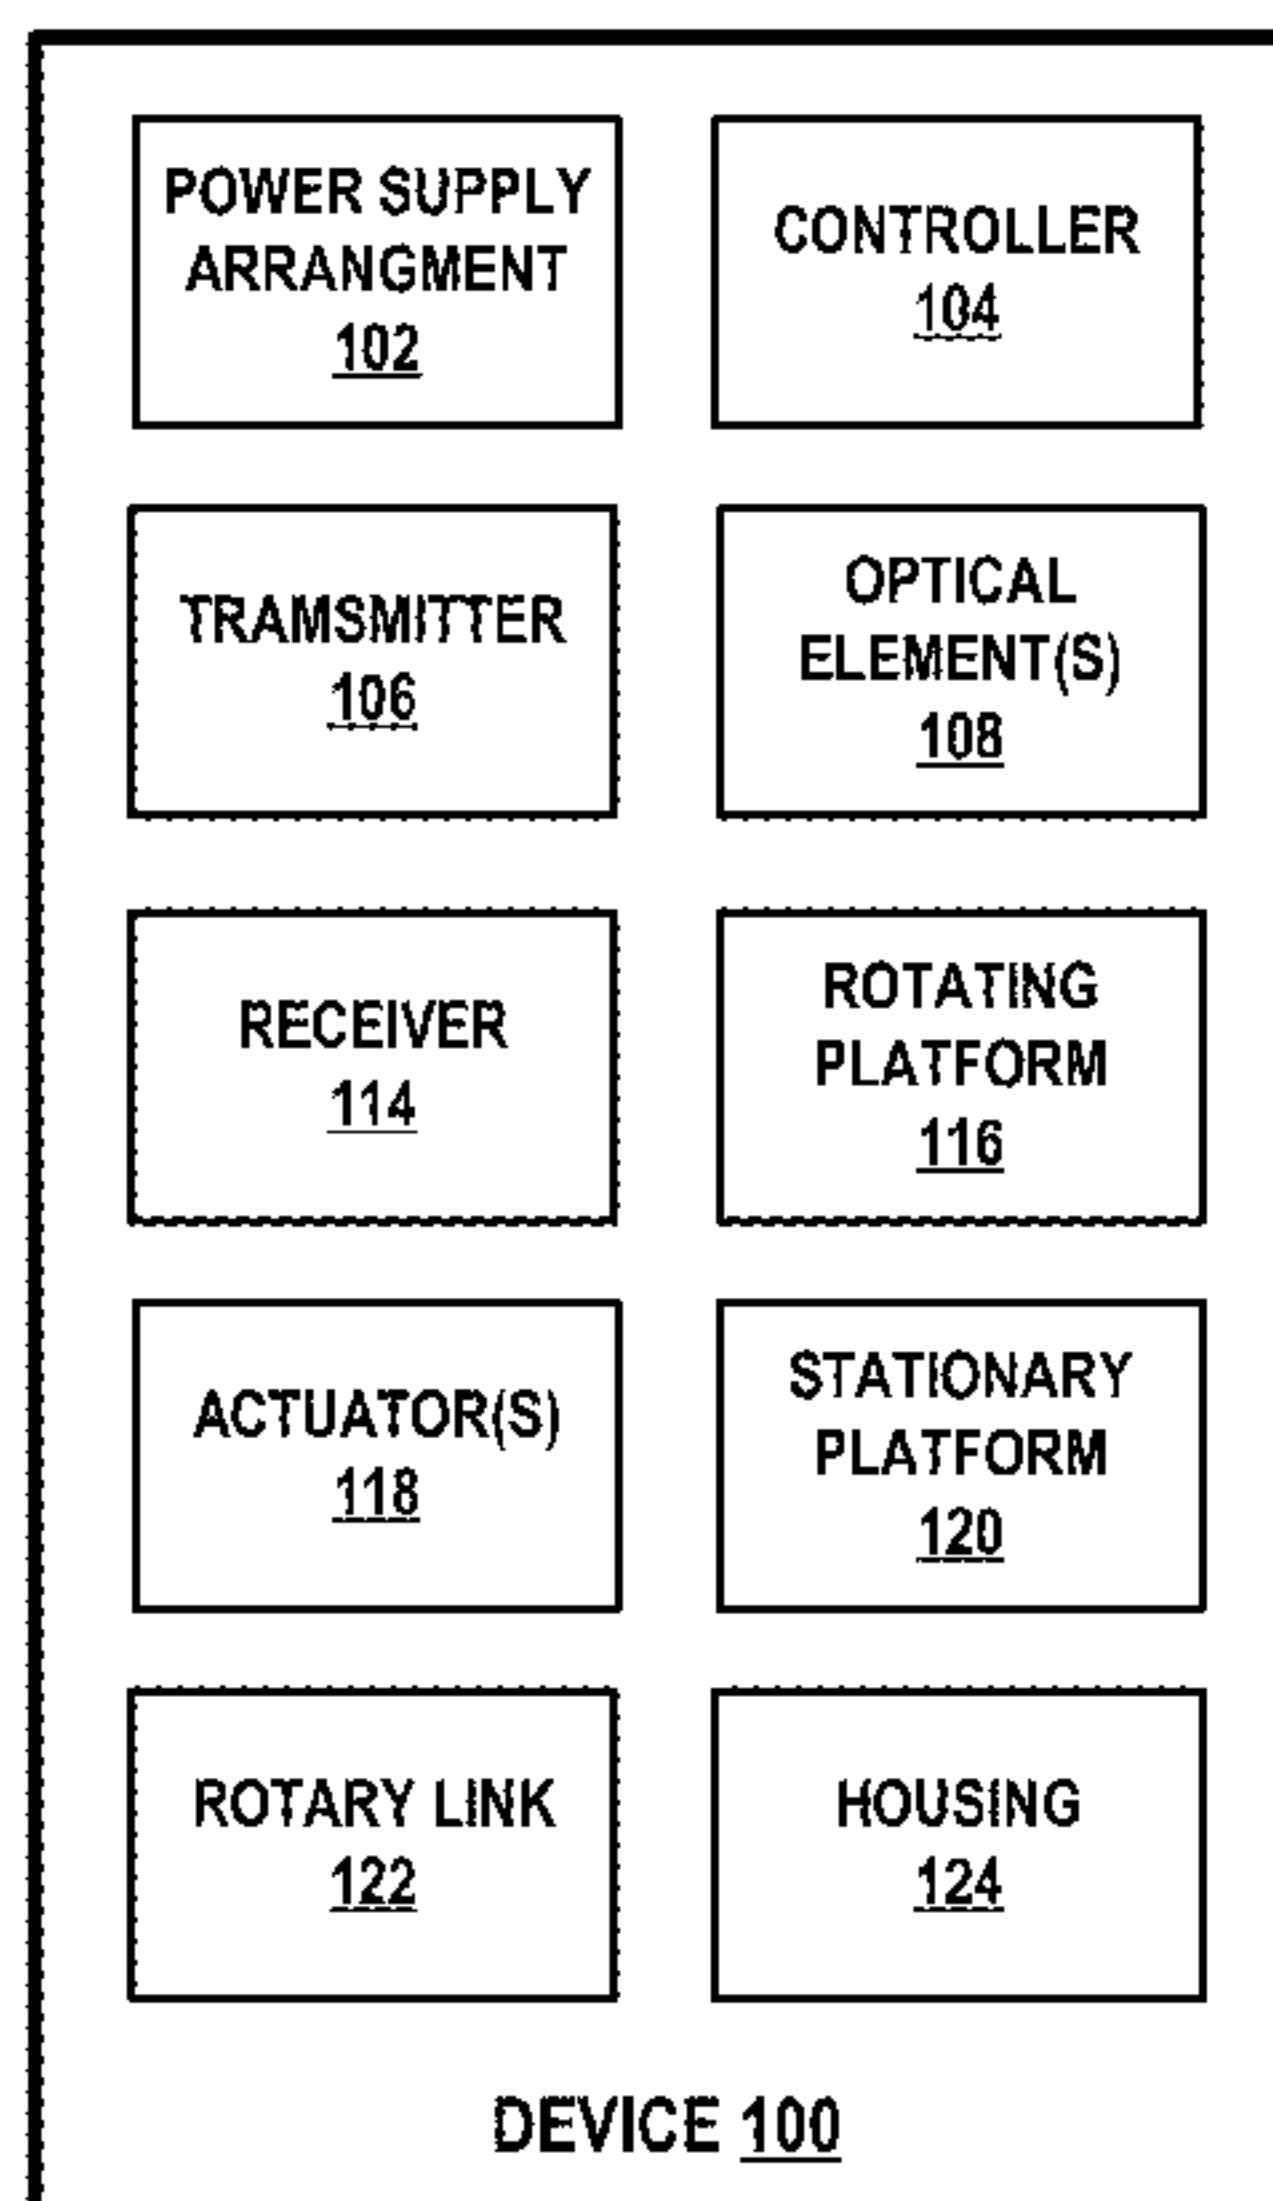 POWER SUPPLY
ARRANGMENT
102
CONTROLLER
104
TRAMSMITTER
106
OPTICAL
ELEMENT(S)
108
RECEIVER
114
ROTATING
PLATFORM
116
ACTUATOR(S)
118
STATIONARY
PLATFORM
120
ROTARY LINK
122
HOUSING
124
DEVICE 100